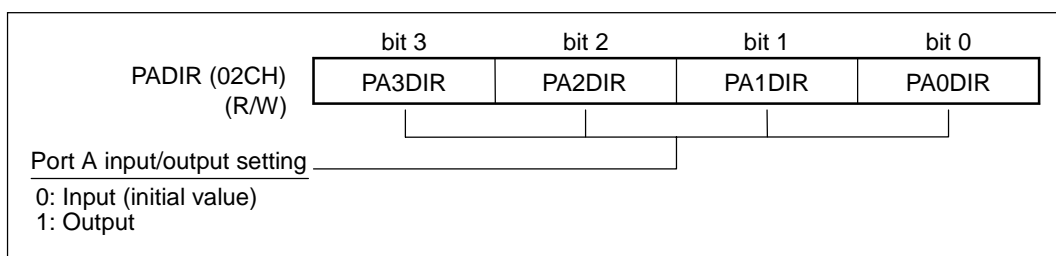 bit 3 bit 2 bit 1 bit 0
PADIR (02CH) PA3DIR PA2DIR PA1DIR PA0DIR
(R/W)
Port A input/output setting
0: Input (initial value)
1: Output